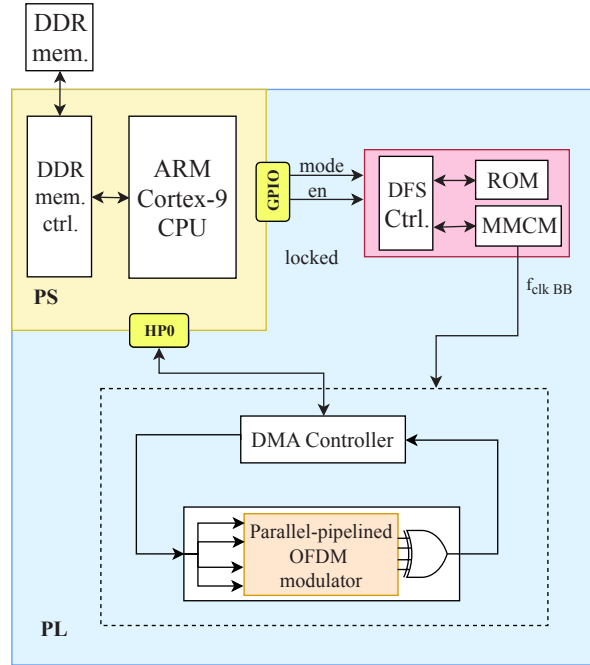 DDR
mem.
DDR
mem.
ctrl.
ARM
Cortex-9
CPU
GPIO
mode
en
locked
DFS
Ctrl.
ROM
MMCM
PS
HP0
f_clk BB
DMA Controller
Parallel-pipelined
OFDM
modulator
PL